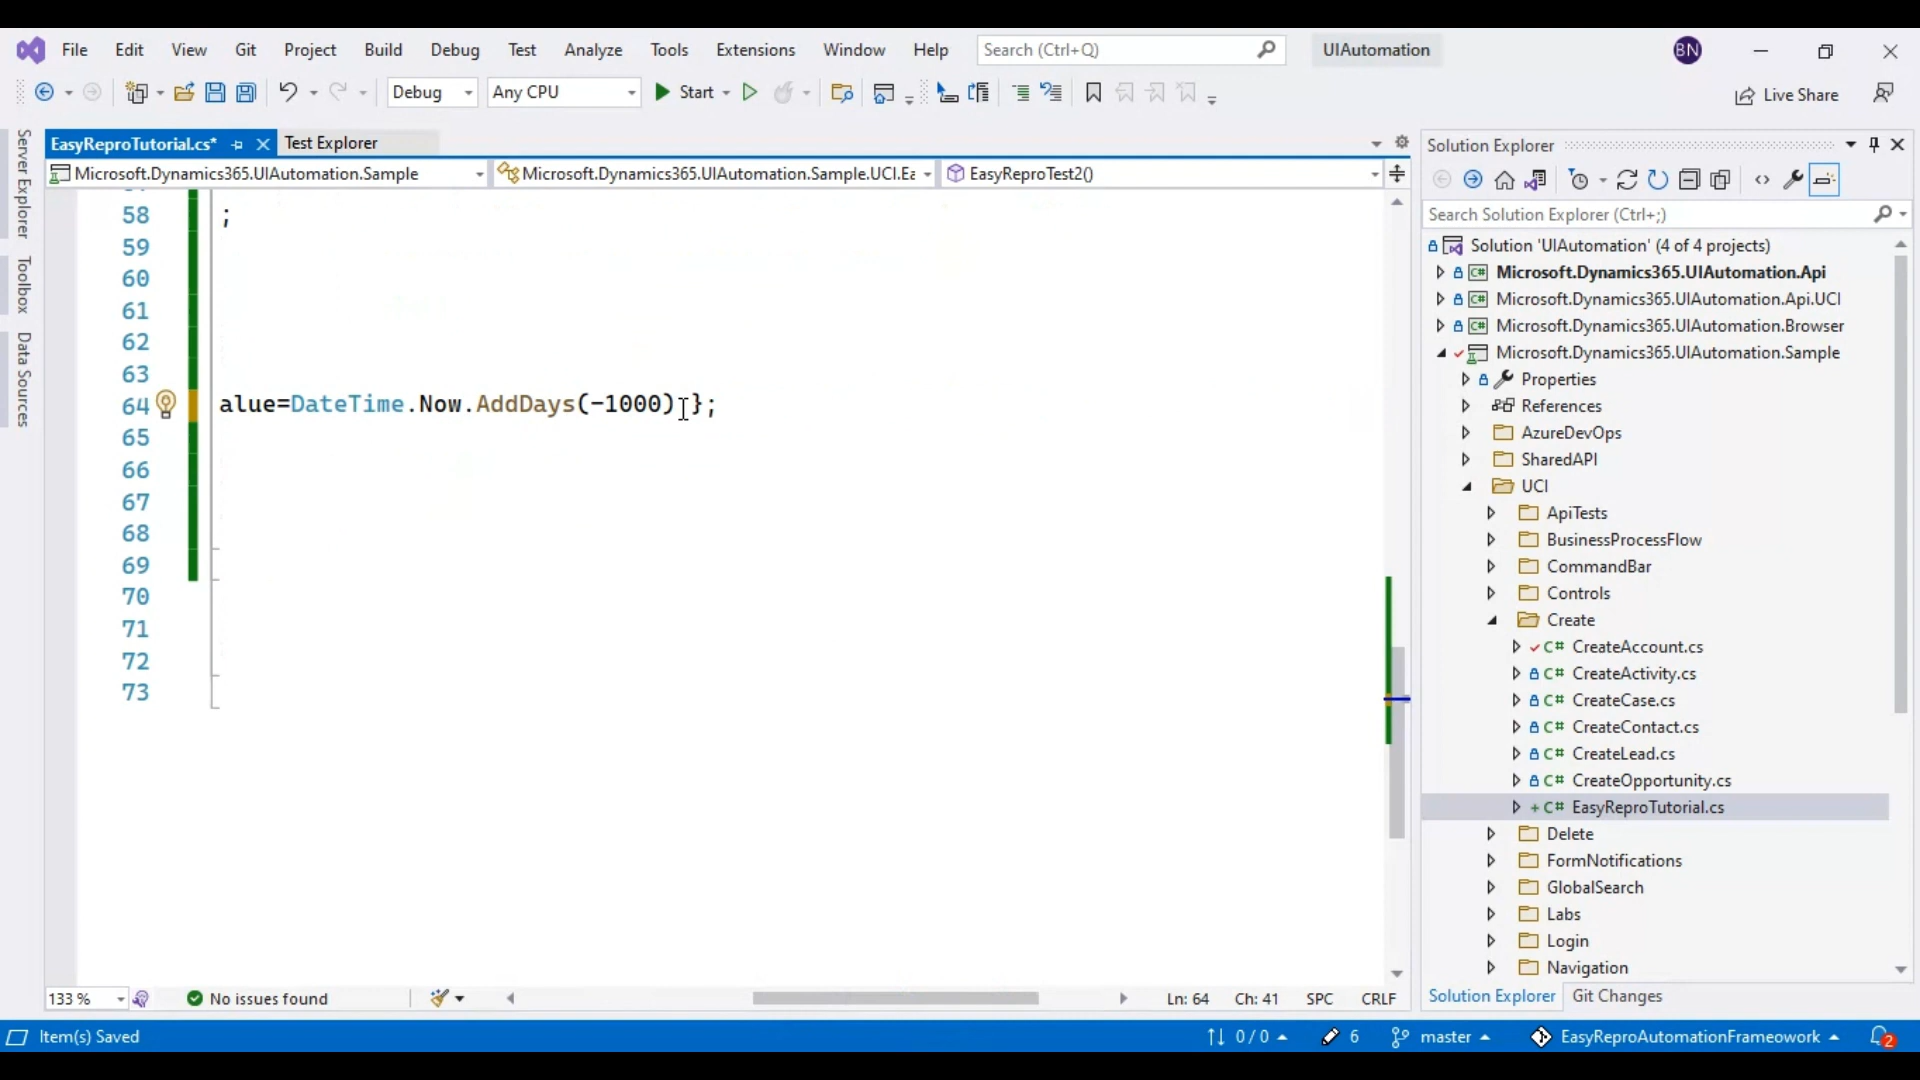 File Edit View Git Project Build Debug Test Analyze Tools Extensions Window Help Search (Ctrl+Q) UIAutomation BN
Debug Any CPU Start Live Share
EasyReproTutorial.cs* Test Explorer
Microsoft.Dynamics365.UIAutomation.Sample Microsoft.Dynamics365.UIAutomation.Sample.UCI.Ea EasyReproTest2()
Server Explorer
Toolbox
Data Sources
58 ;
59
60
61
62
63
64 alue=DateTime.Now.AddDays(-1000) };
65
66
67
68
69
70
71
72
73
133 % No issues found Ln: 64 Ch: 41 SPC CRLF
Solution Explorer
Search Solution Explorer (Ctrl+;)
Solution 'UIAutomation' (4 of 4 projects)
Microsoft.Dynamics365.UIAutomation.Api
Microsoft.Dynamics365.UIAutomation.Api.UCI
Microsoft.Dynamics365.UIAutomation.Browser
Microsoft.Dynamics365.UIAutomation.Sample
Properties
References
AzureDevOps
SharedAPI
UCI
ApiTests
BusinessProcessFlow
CommandBar
Controls
Create
C# CreateAccount.cs
C# CreateActivity.cs
C# CreateCase.cs
C# CreateContact.cs
C# CreateLead.cs
C# CreateOpportunity.cs
+ C# EasyReproTutorial.cs
Delete
FormNotifications
GlobalSearch
Labs
Login
Navigation
Solution Explorer Git Changes
Item(s) Saved 0 / 0 6 master EasyReproAutomationFrameowork 2